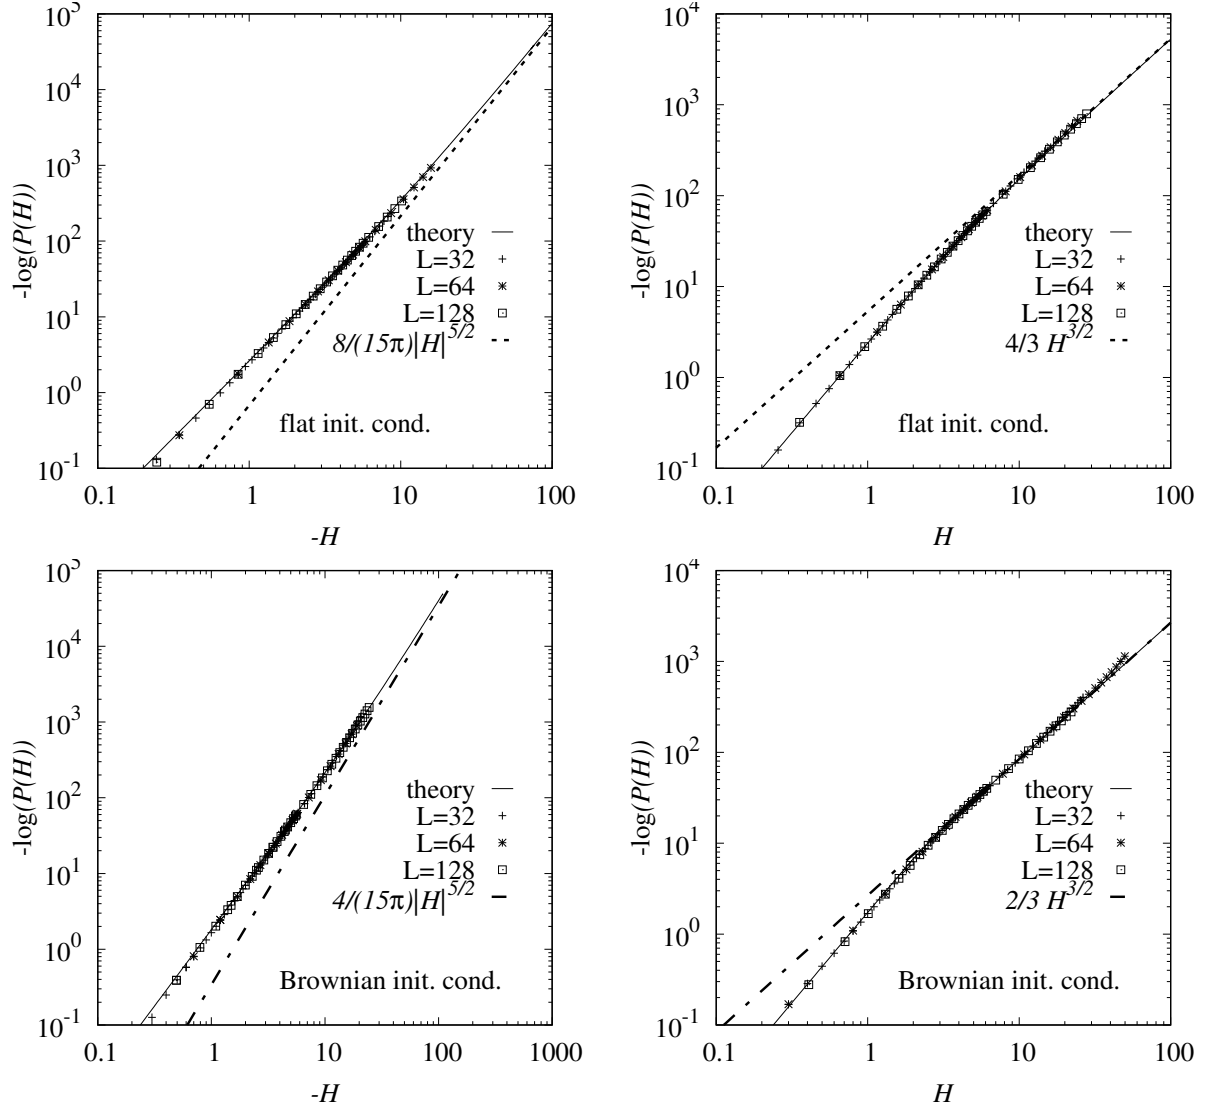 10^5
10^4
10^3
10^2
10^1
10^0
10^-1
-log(P(H))
theory
L=32
L=64
L=128
8/(15π)|H|^5/2
flat init. cond.
0.1 1 10 100
-H
10^4
10^3
10^2
10^1
10^0
10^-1
-log(P(H))
theory
L=32
L=64
L=128
4/3 H^3/2
flat init. cond.
0.1 1 10 100
H
10^5
10^4
10^3
10^2
10^1
10^0
10^-1
-log(P(H))
theory
L=32
L=64
L=128
4/(15π)|H|^5/2
Brownian init. cond.
0.1 1 10 100 1000
-H
10^4
10^3
10^2
10^1
10^0
10^-1
-log(P(H))
theory
L=32
L=64
L=128
2/3 H^3/2
Brownian init. cond.
0.1 1 10 100
H